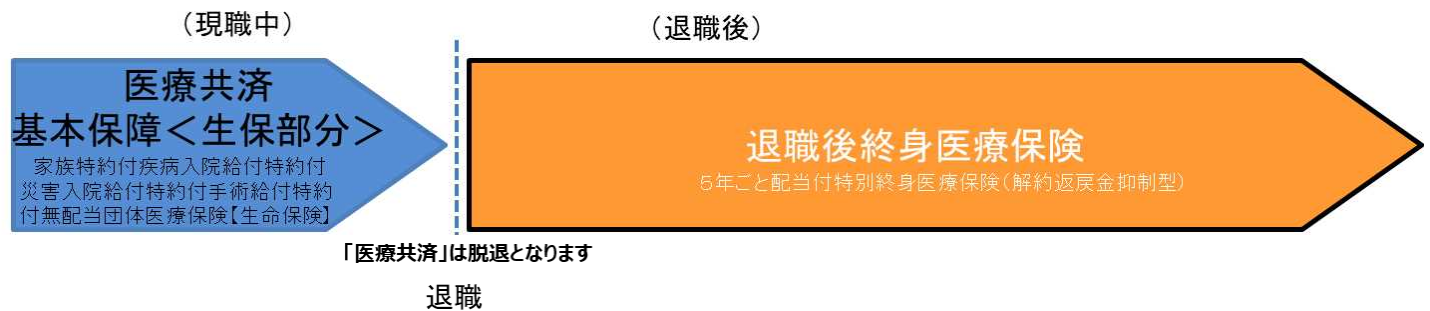 （現職中）
（退職後）
医療共済
基本保障＜生保部分＞
家族特約付疾病入院給付特約付
災害入院給付特約付手術給付特約
付無配当団体医療保険【生命保険】
退職後終身医療保険
５年ごと配当付特別終身医療保険（解約返戻金抑制型）
「医療共済」は脱退となります
退職